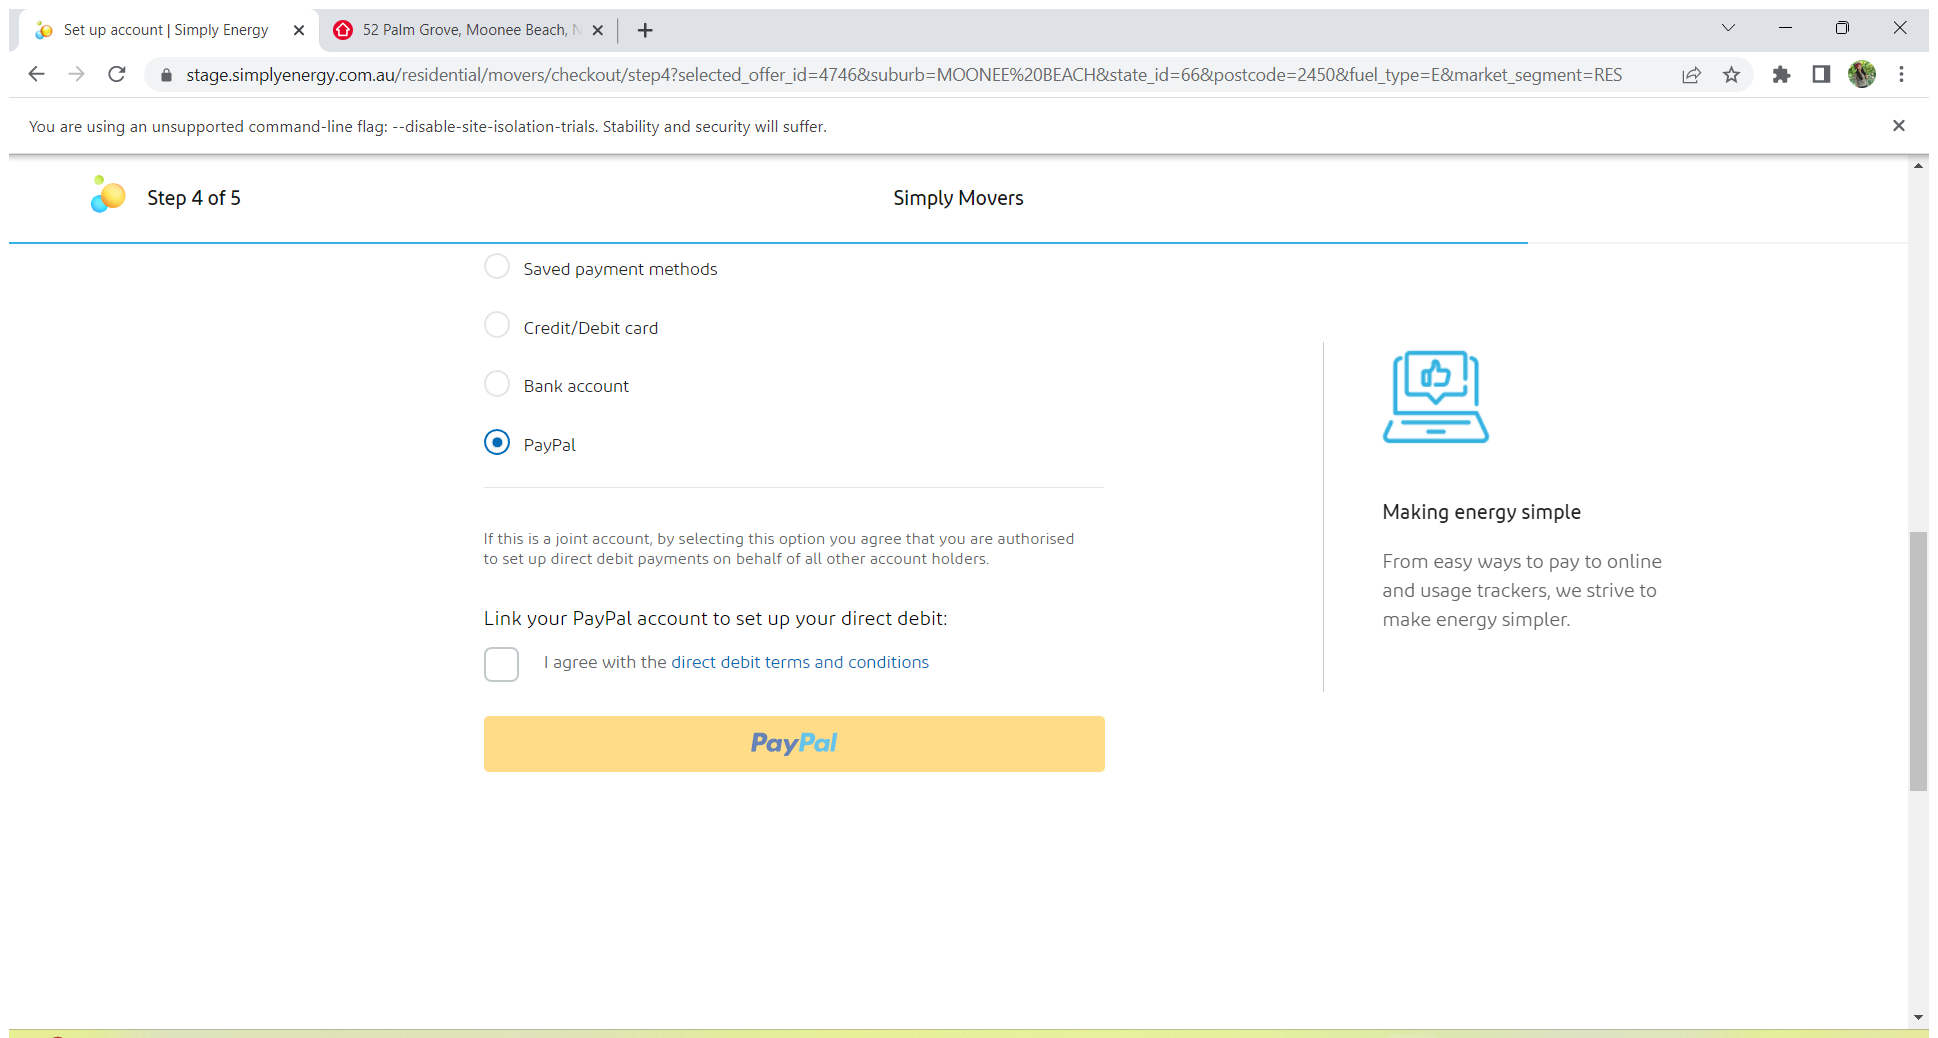 Set up account | Simply Energy
52 Palm Grove, Moonee Beach, N
stage.simplyenergy.com.au/residential/movers/checkout/step4?selected_offer_id=4746&suburb=MOONEE%20BEACH&state_id=66&postcode=2450&fuel_type=E&market_segment=RES
You are using an unsupported command-line flag: --disable-site-isolation-trials. Stability and security will suffer.
Step 4 of 5
Simply Movers
Saved payment methods
Credit/Debit card
Bank account
PayPal
If this is a joint account, by selecting this option you agree that you are authorised
to set up direct debit payments on behalf of all other account holders.
Link your PayPal account to set up your direct debit:
I agree with the direct debit terms and conditions
PayPal
Making energy simple
From easy ways to pay to online
and usage trackers, we strive to
make energy simpler.